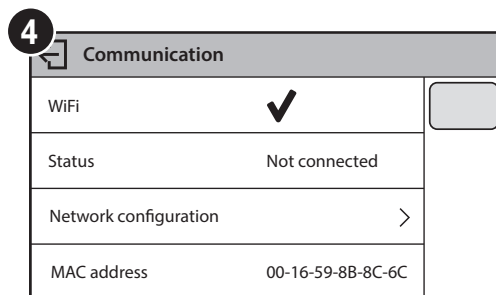 4
Communication
WiFi ✔
Status Not connected
Network configuration >
MAC address 00-16-59-8B-8C-6C